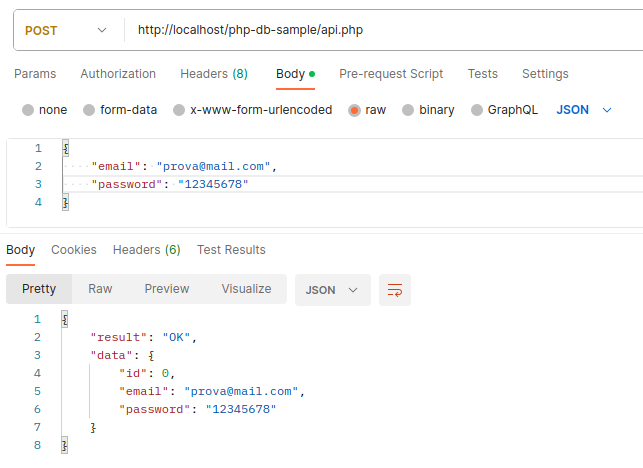 POST http://localhost/php-db-sample/api.php
Params Authorization Headers (8) Body Pre-request Script Tests Settings
none form-data x-www-form-urlencoded raw binary GraphQL JSON
1 {
2 "email": "prova@mail.com",
3 "password": "12345678"
4 }
Body Cookies Headers (6) Test Results
Pretty Raw Preview Visualize JSON
1 {
2 "result": "OK",
3 "data": {
4 "id": 0,
5 "email": "prova@mail.com",
6 "password": "12345678"
7 }
8 }